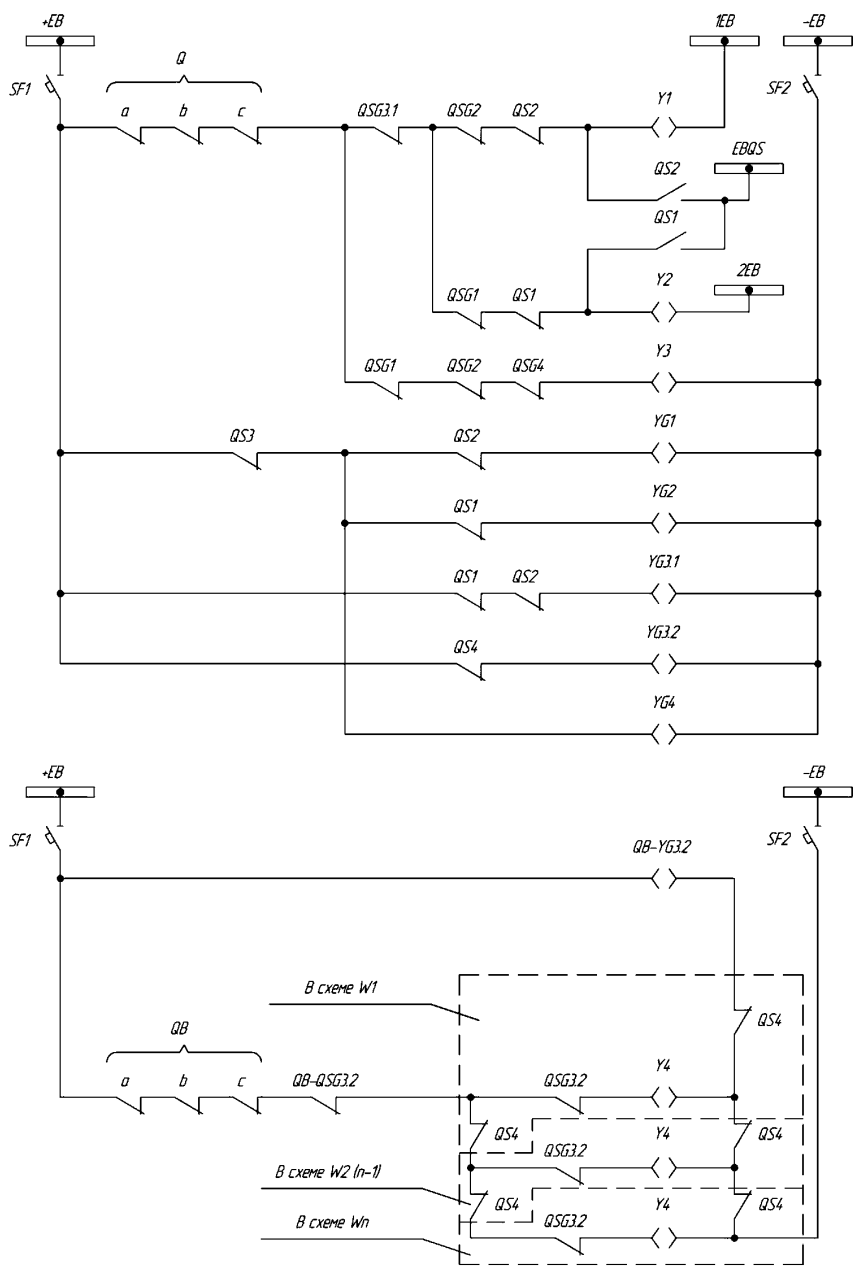 +EB 1EB -EB
Q
SF1 SF2
a b c QSG3.1 QSG2 QS2 Y1
QS2 EBQS
QS1
QSG1 QS1 Y2 2EB
QSG1 QSG2 QSG4 Y3
QS3 QS2 YG1
QS1 YG2
QS1 QS2 YG3.1
QS4 YG3.2
YG4
+EB -EB
SF1 QB-YG3.2 SF2
В схеме W1
QS4
QB
a b c QB-QSG3.2 QSG3.2 Y4
QS4 Y4 QS4
QSG3.2
В схеме W2 (n-1)
QS4 Y4 QS4
В схеме Wn QSG3.2